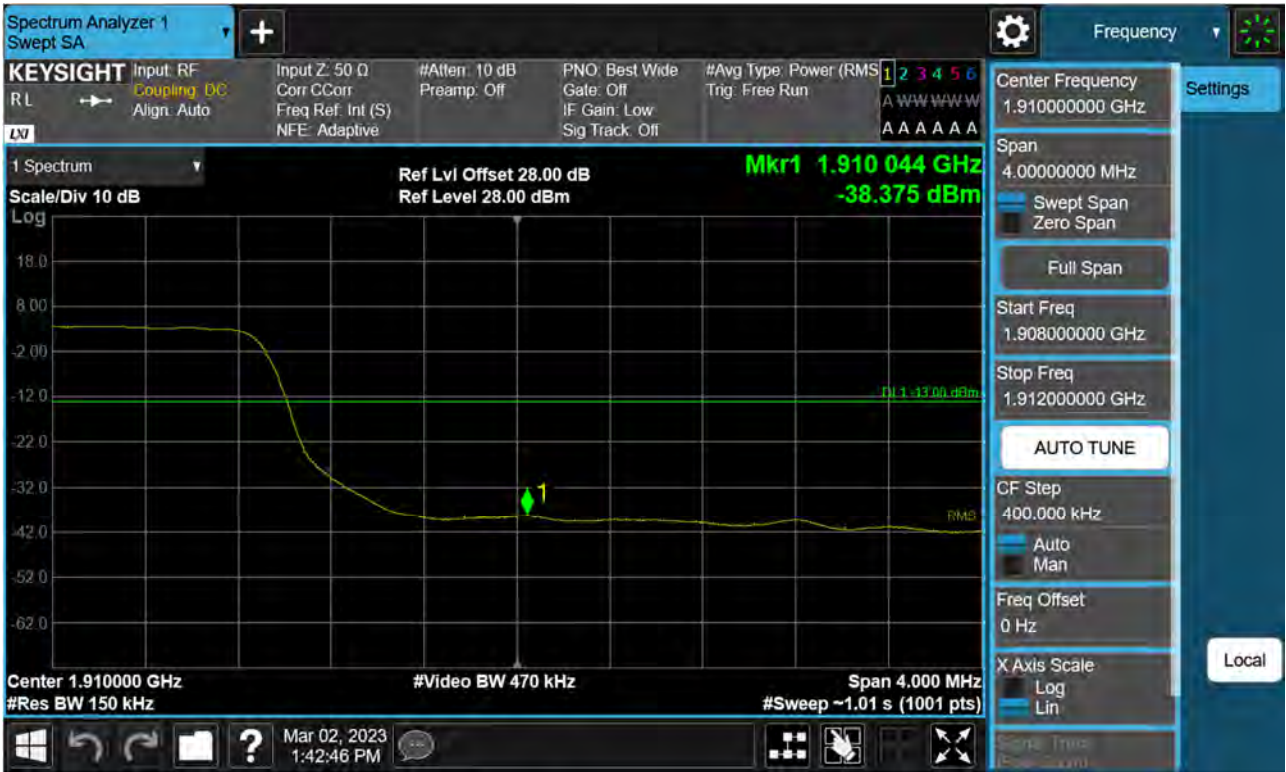 Spectrum Analyzer 1
Swept SA
+
Frequency
KEYSIGHT
RL
LXI
Input: RF
Coupling: DC
Align: Auto
Input Z: 50 Ω
Corr CCorr
Freq Ref: Int (S)
NFE: Adaptive
#Atten: 10 dB
Preamp: Off
PNO: Best Wide
Gate: Off
IF Gain: Low
Sig Track: Off
#Avg Type: Power (RMS
Trig: Free Run
1 2 3 4 5 6
A W W W W W
A A A A A A
1 Spectrum
Scale/Div 10 dB
Ref Lvl Offset 28.00 dB
Ref Level 28.00 dBm
Mkr1 1.910 044 GHz
-38.375 dBm
Log
18.0
8.00
-2.00
-12.0
-22.0
-32.0
-42.0
-52.0
-62.0
DL1 -13.00 dBm
1
RMS
Center 1.910000 GHz
#Res BW 150 kHz
#Video BW 470 kHz
Span 4.000 MHz
#Sweep ~1.01 s (1001 pts)
Center Frequency
1.910000000 GHz
Settings
Span
4.00000000 MHz
Swept Span
Zero Span
Full Span
Start Freq
1.908000000 GHz
Stop Freq
1.912000000 GHz
AUTO TUNE
CF Step
400.000 kHz
Auto
Man
Freq Offset
0 Hz
X Axis Scale
Log
Lin
Local
?
Mar 02, 2023
1:42:46 PM